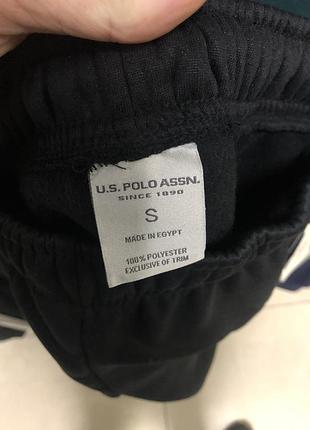 U.S. POLO ASSN.
SINCE 1890
S
MADE IN EGYPT
100% POLYESTER
EXCLUSIVE OF TRIM